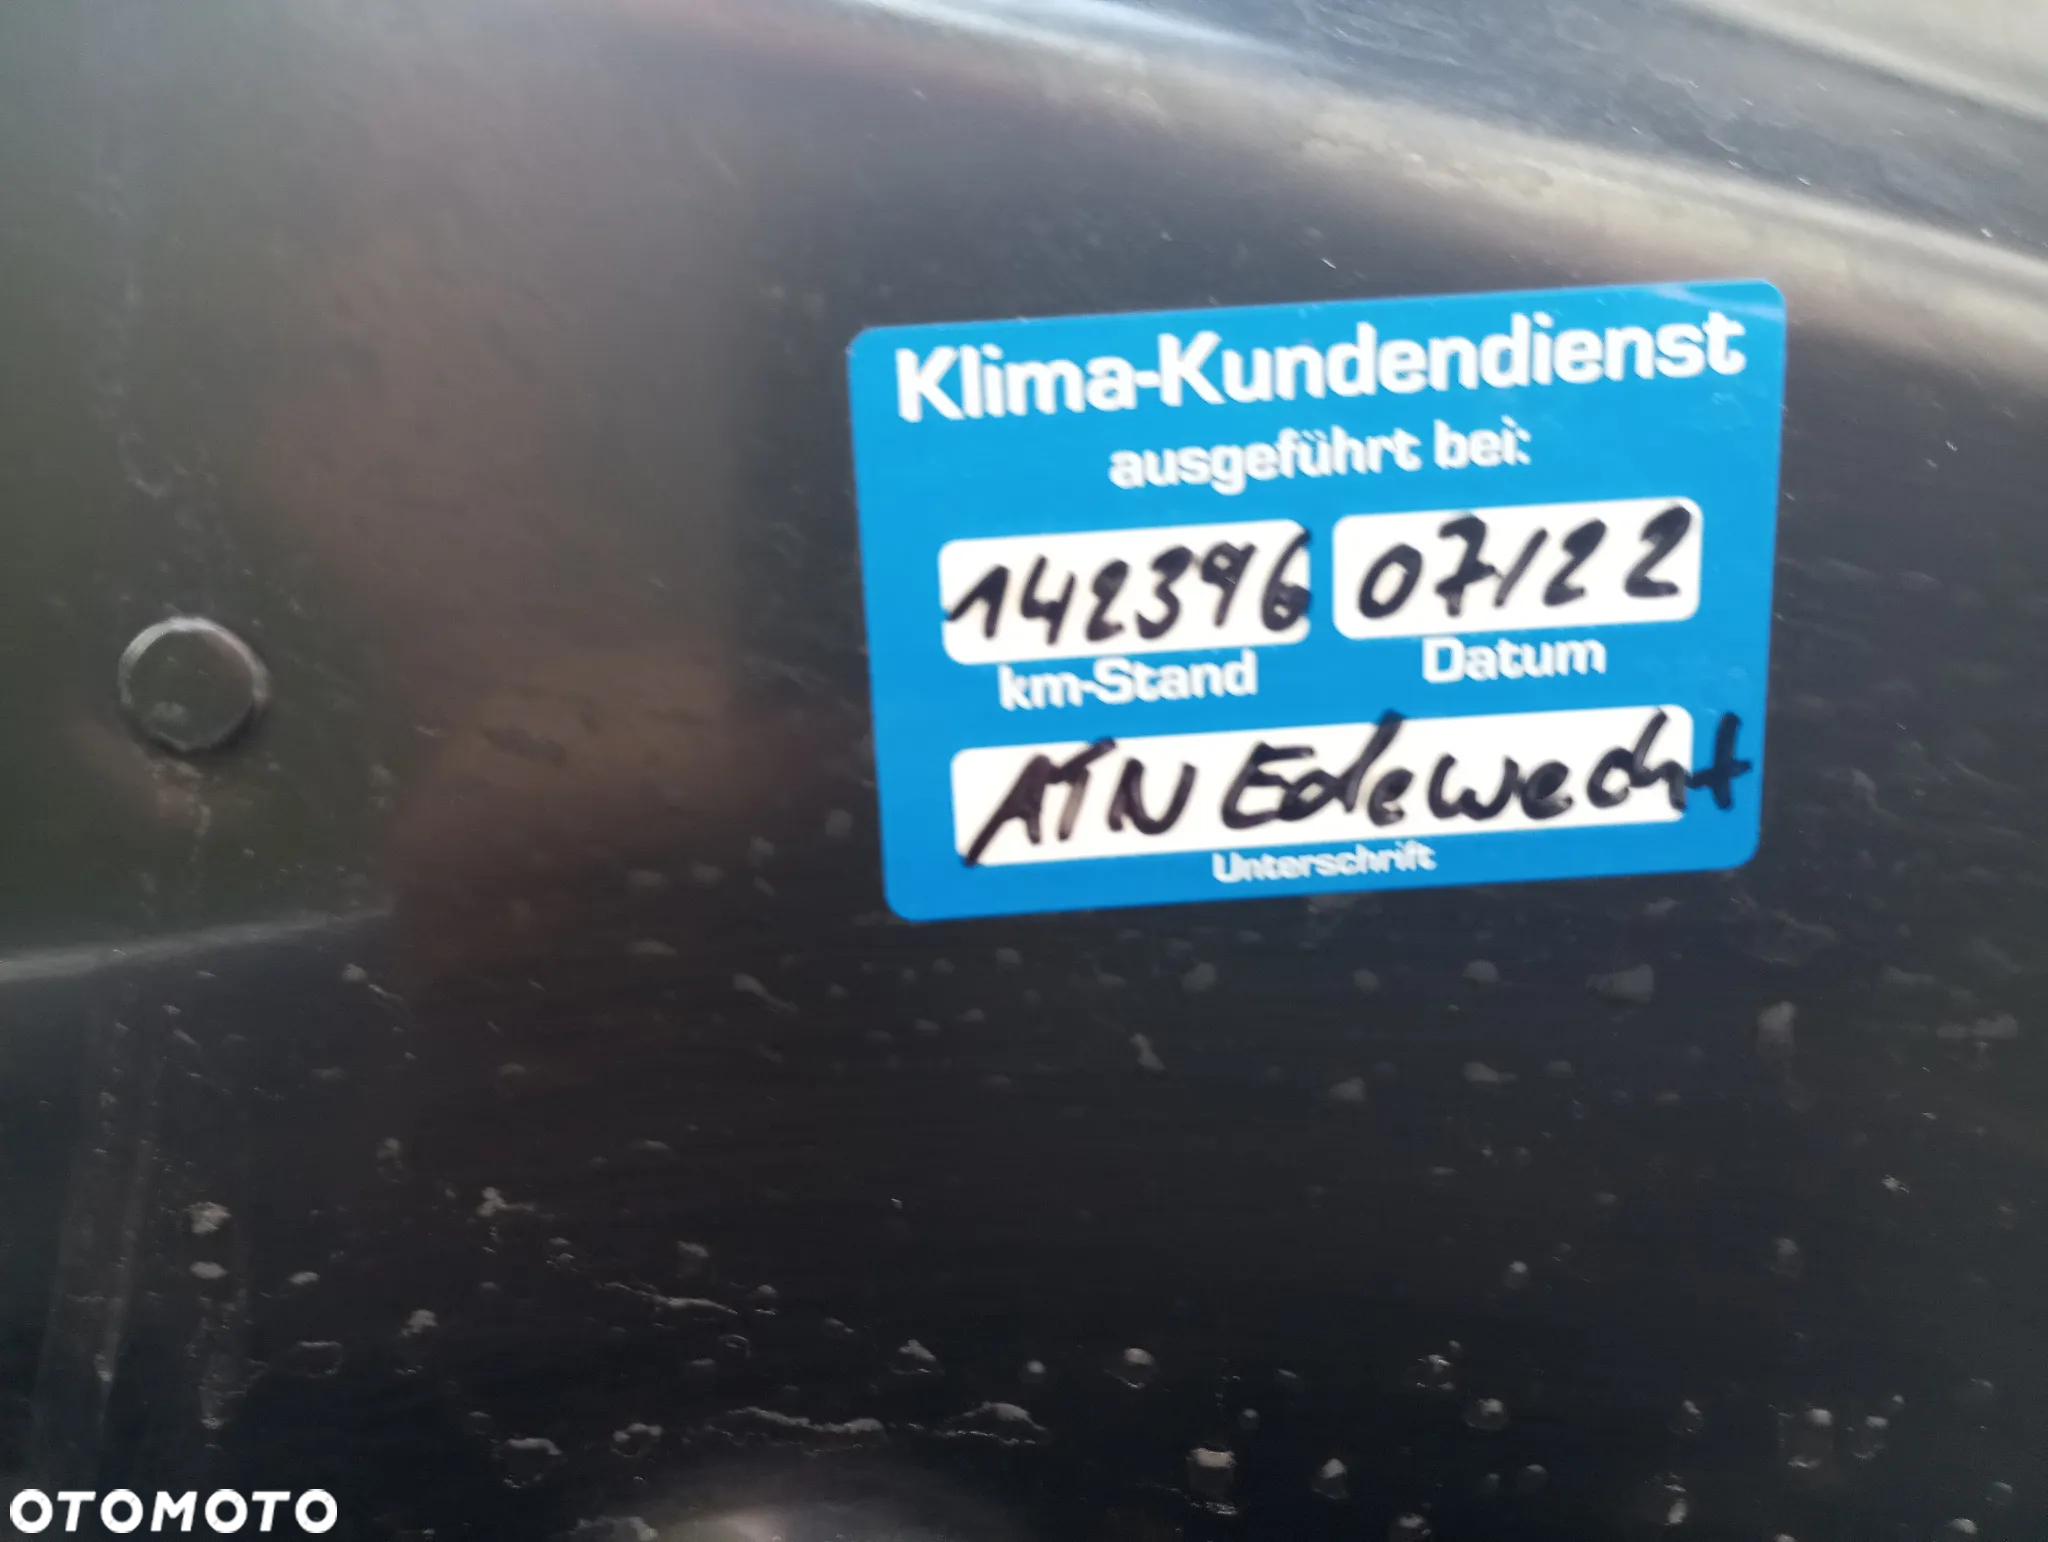 Klima-Kundendienst
ausgeführt bei:
142396 07/22
km-Stand Datum
ATN Edewecht
Unterschrift
OTOMOTO